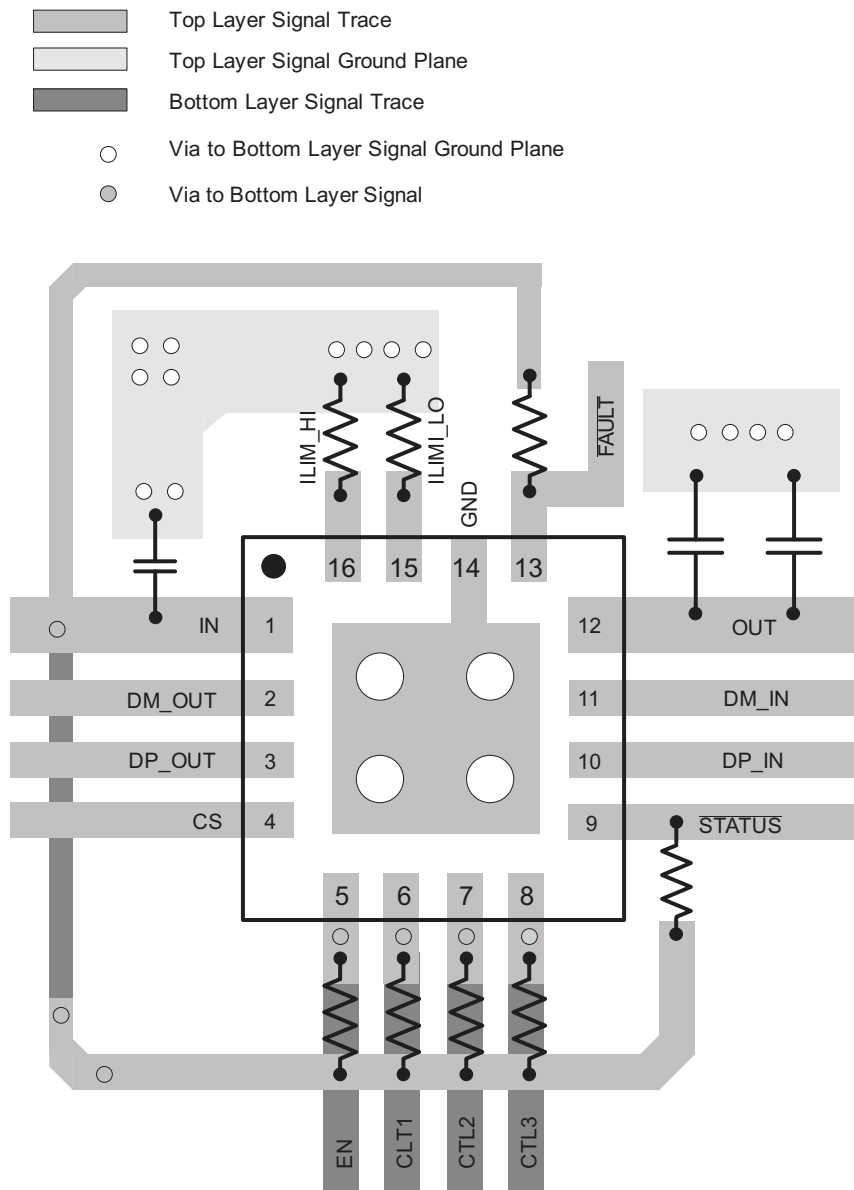 Top Layer Signal Trace
Top Layer Signal Ground Plane
Bottom Layer Signal Trace
Via to Bottom Layer Signal Ground Plane
Via to Bottom Layer Signal
ILIM_HI
ILIMI_LO
GND
FAULT
16 15 14 13
IN 1
12 OUT
DM_OUT 2
11 DM_IN
DP_OUT 3
10 DP_IN
CS 4
9 STATUS
5 6 7 8
EN
CLT1
CTL2
CTL3